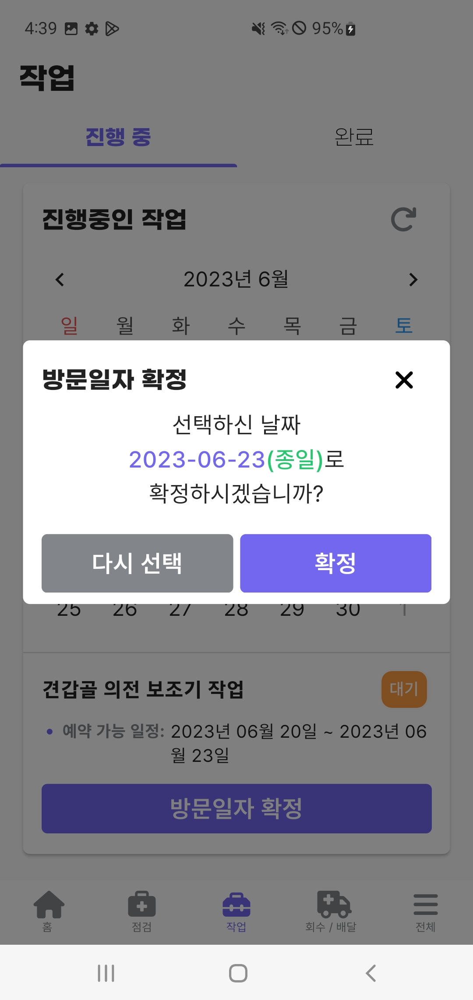 4:39 95%
작업
진행 중 완료
진행중인 작업
2023년 6월
일 월 화 수 목 금 토
방문일자 확정
선택하신 날짜
2023-06-23(종일)로
확정하시겠습니까?
다시 선택 확정
25 26 27 28 29 30 1
견갑골 의전 보조기 작업 대기
예약 가능 일정: 2023년 06월 20일 ~ 2023년 06
월 23일
방문일자 확정
홈 점검 작업 회수 / 배달 전체